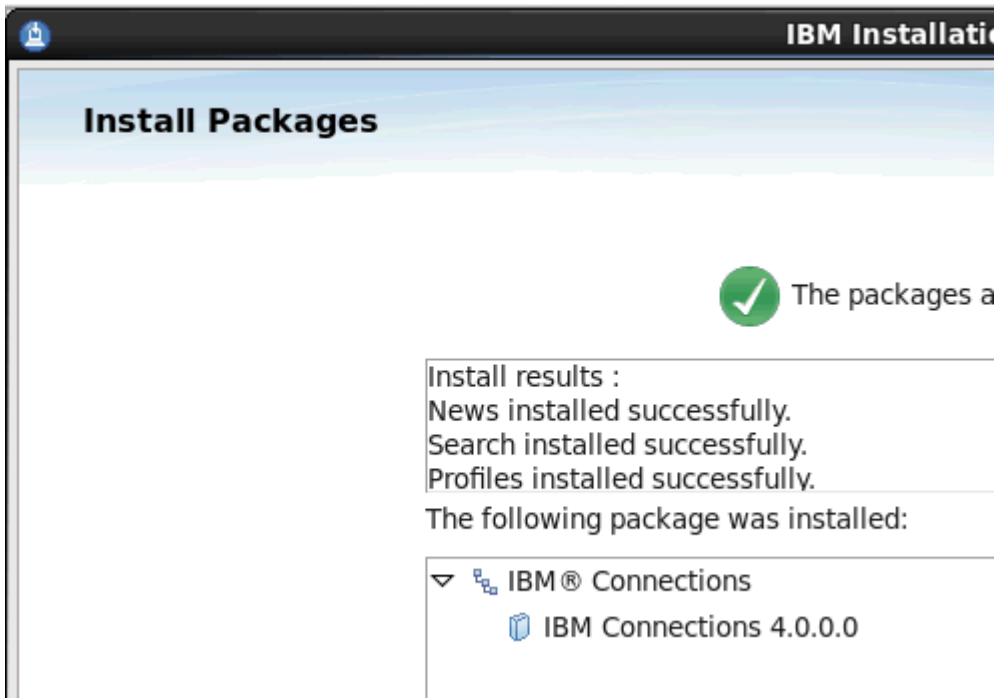 IBM Installatio
Install Packages
The packages a
Install results :
News installed successfully.
Search installed successfully.
Profiles installed successfully.
The following package was installed:
IBM® Connections
IBM Connections 4.0.0.0